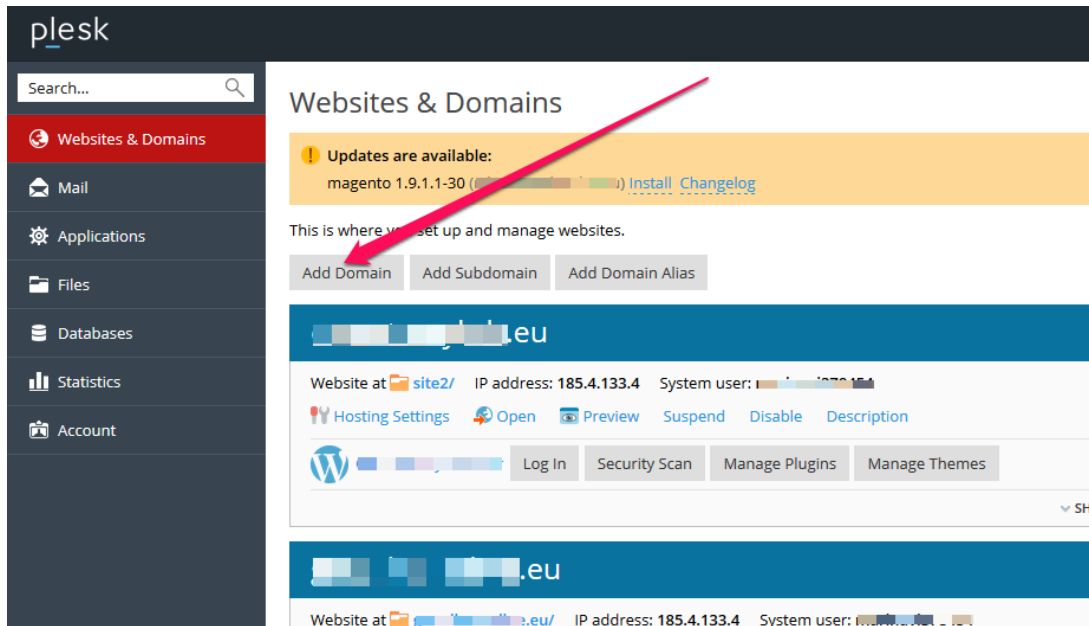 plesk
Search...
Websites & Domains
Mail
Applications
Files
Databases
Statistics
Account
Websites & Domains
Updates are available:
magento 1.9.1.1-30 ( ) Install Changelog
This is where set up and manage websites.
Add Domain Add Subdomain Add Domain Alias
.eu
Website at site2/ IP address: 185.4.133.4 System user:
Hosting Settings Open Preview Suspend Disable Description
Log In Security Scan Manage Plugins Manage Themes
SH
.eu
Website at .eu/ IP address: 185.4.133.4 System user: